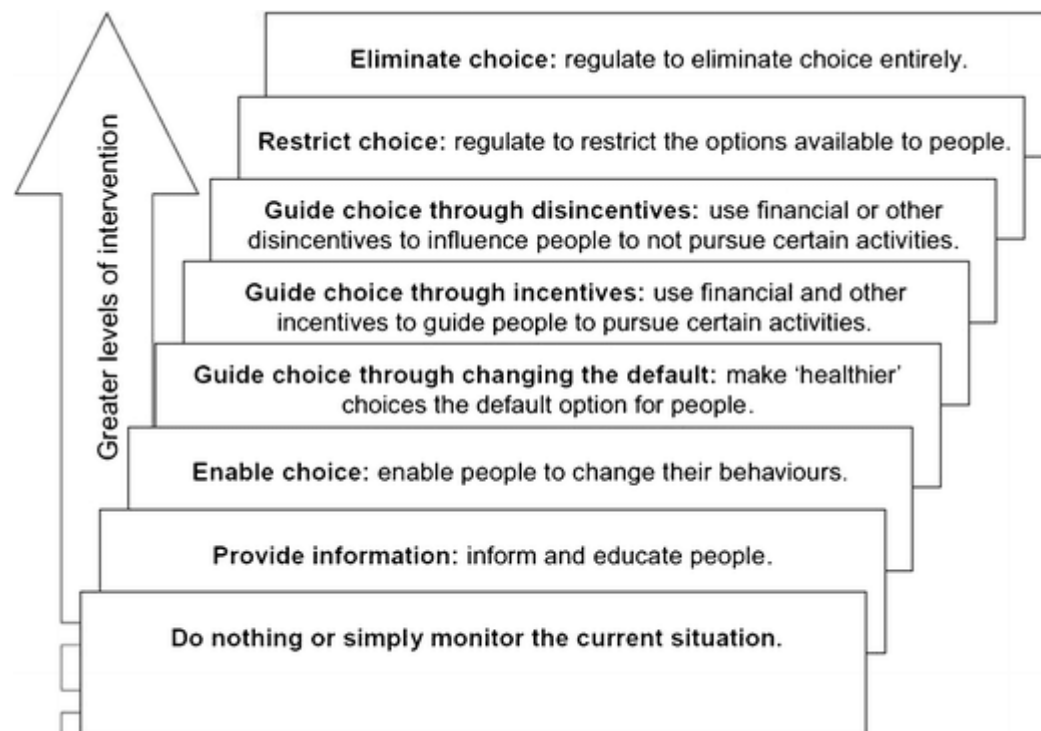 Eliminate choice: regulate to eliminate choice entirely.
Restrict choice: regulate to restrict the options available to people.
Guide choice through disincentives: use financial or other
disincentives to influence people to not pursue certain activities.
Guide choice through incentives: use financial and other
incentives to guide people to pursue certain activities.
Guide choice through changing the default: make ‘healthier’
choices the default option for people.
Enable choice: enable people to change their behaviours.
Provide information: inform and educate people.
Do nothing or simply monitor the current situation.
Greater levels of intervention